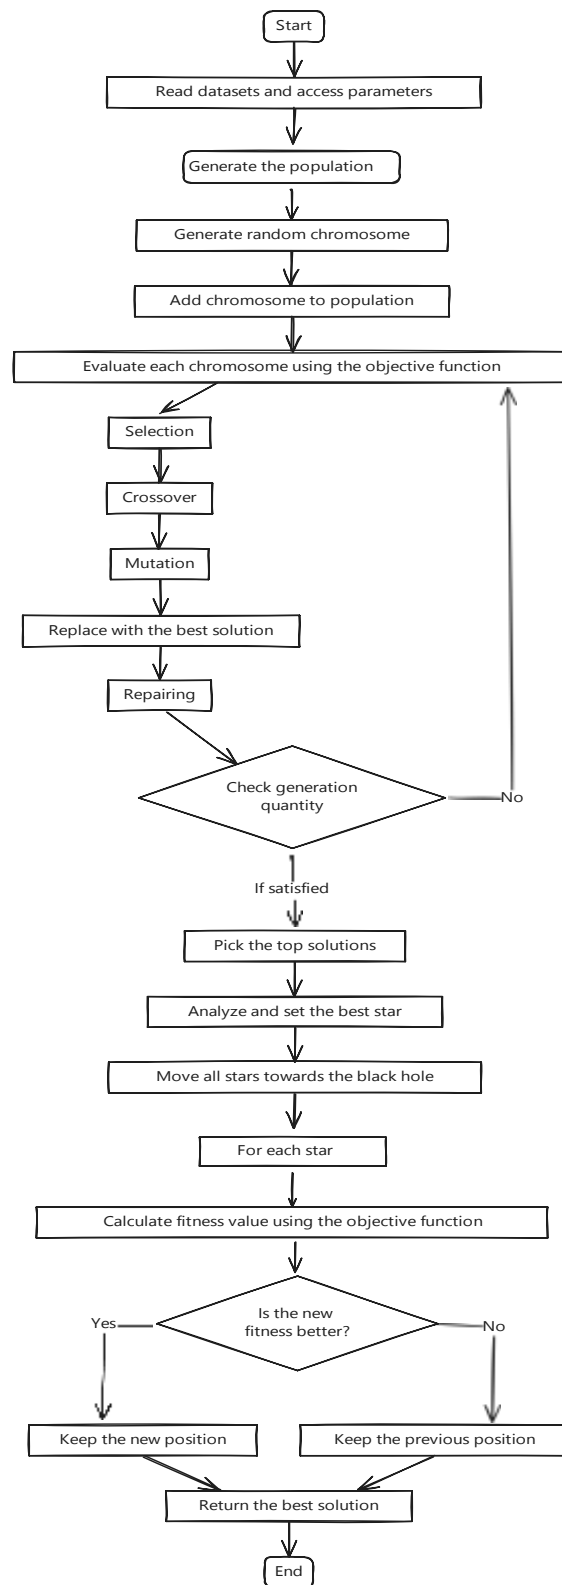 Start
Read datasets and access parameters
Generate the population
Generate random chromosome
Add chromosome to population
Evaluate each chromosome using the objective function
Selection
Crossover
Mutation
Replace with the best solution
Repairing
Check generation
quantity
No
If satisfied
Pick the top solutions
Analyze and set the best star
Move all stars towards the black hole
For each star
Calculate fitness value using the objective function
Is the new
fitness better?
Yes
No
Keep the new position
Keep the previous position
Return the best solution
End